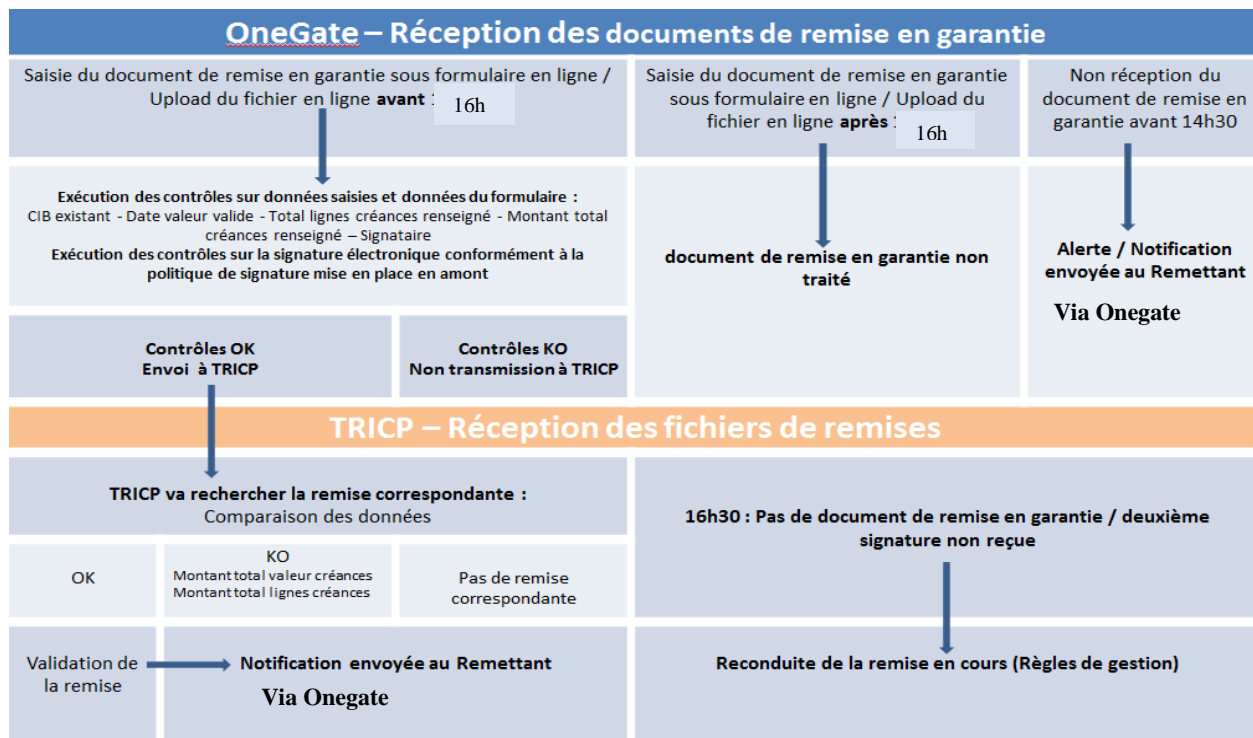 OneGate – Réception des documents de remise en garantie
Saisie du document de remise en garantie sous formulaire en ligne /
Upload du fichier en ligne avant
16h
Saisie du document de remise en garantie
sous formulaire en ligne / Upload du
fichier en ligne après
16h
Non réception du
document de remise en
garantie avant 14h30
Exécution des contrôles sur données saisies et données du formulaire :
CIB existant - Date valeur valide - Total lignes créances renseigné - Montant total
créances renseigné – Signataire
Exécution des contrôles sur la signature électronique conformément à la
politique de signature mise en place en amont
document de remise en garantie non
traité
Alerte / Notification
envoyée au Remettant
Via Onegate
Contrôles OK
Envoi à TRICP
Contrôles KO
Non transmission à TRICP
TRICP – Réception des fichiers de remises
TRICP va rechercher la remise correspondante :
Comparaison des données
16h30 : Pas de document de remise en garantie / deuxième
signature non reçue
OK
KO
Montant total valeur créances
Montant total lignes créances
Pas de remise
correspondante
Validation de
la remise
Notification envoyée au Remettant
Via Onegate
Reconduite de la remise en cours (Règles de gestion)